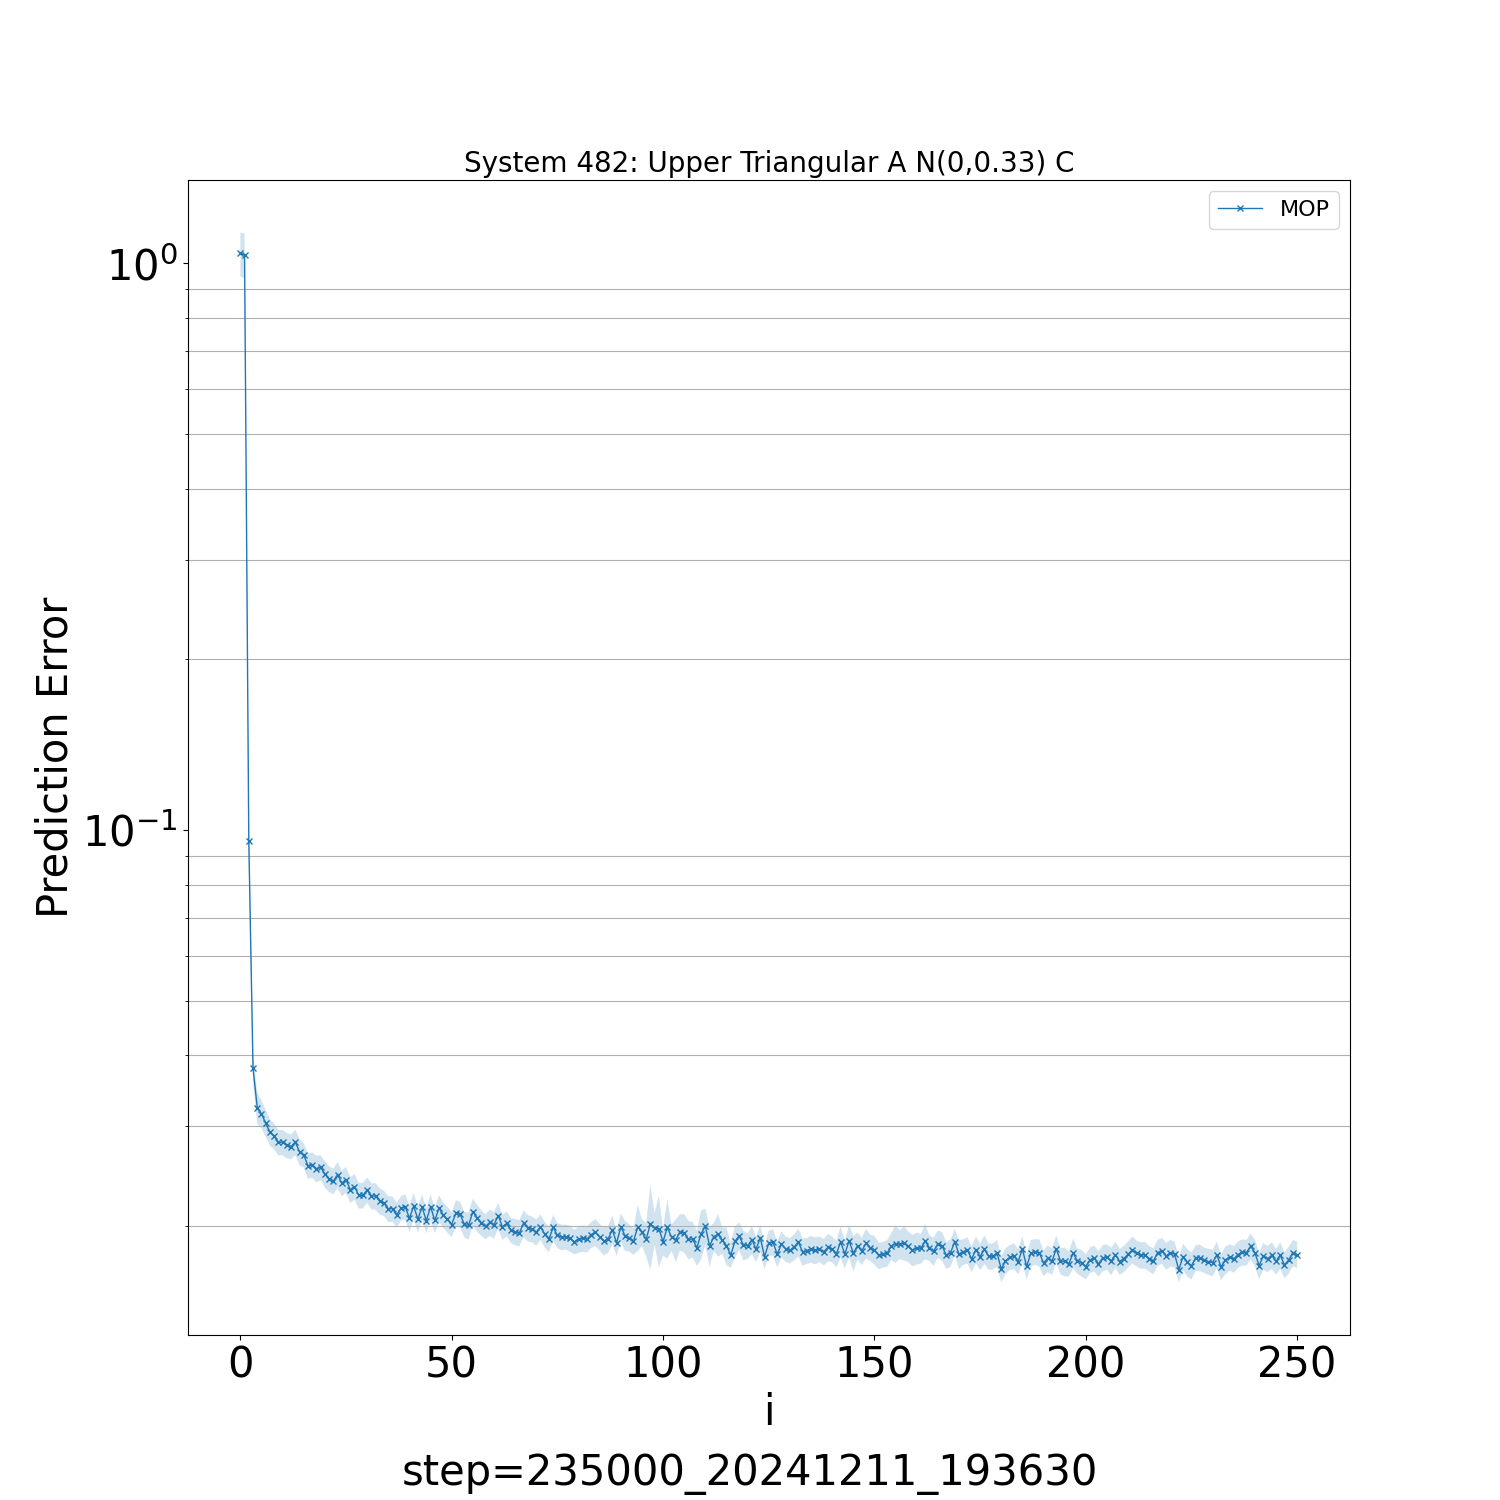 System 482: Upper Triangular A N(0,0.33) C
MOP
10⁰
10⁻¹
Prediction Error
0 50 100 150 200 250
i
step=235000_20241211_193630